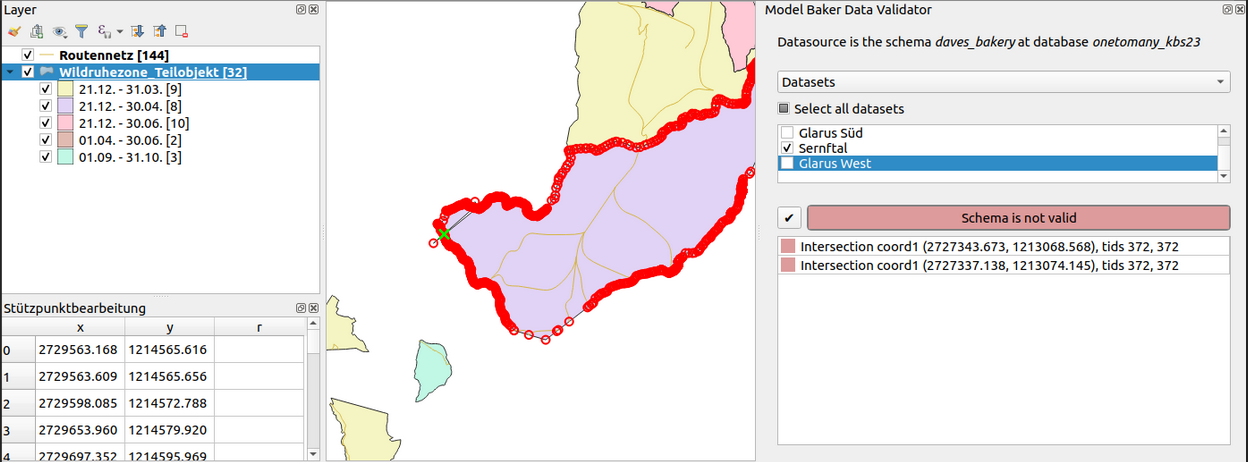 Layer
Routennetz [144]
Wildruhezone_Teilobjekt [32]
21.12. - 31.03. [9]
21.12. - 30.04. [8]
21.12. - 30.06. [10]
01.04. - 30.06. [2]
01.09. - 31.10. [3]
Stützpunktbearbeitung
x y r
0 2729563.168 1214565.616
1 2729563.609 1214565.656
2 2729598.085 1214572.788
3 2729653.960 1214579.920
4 2729697.352 1214595.969
Model Baker Data Validator
Datasource is the schema daves_bakery at database onetomany_kbs23
Datasets
Select all datasets
Glarus Süd
Sernftal
Glarus West
Schema is not valid
Intersection coord1 (2727343.673, 1213068.568), tids 372, 372
Intersection coord1 (2727337.138, 1213074.145), tids 372, 372